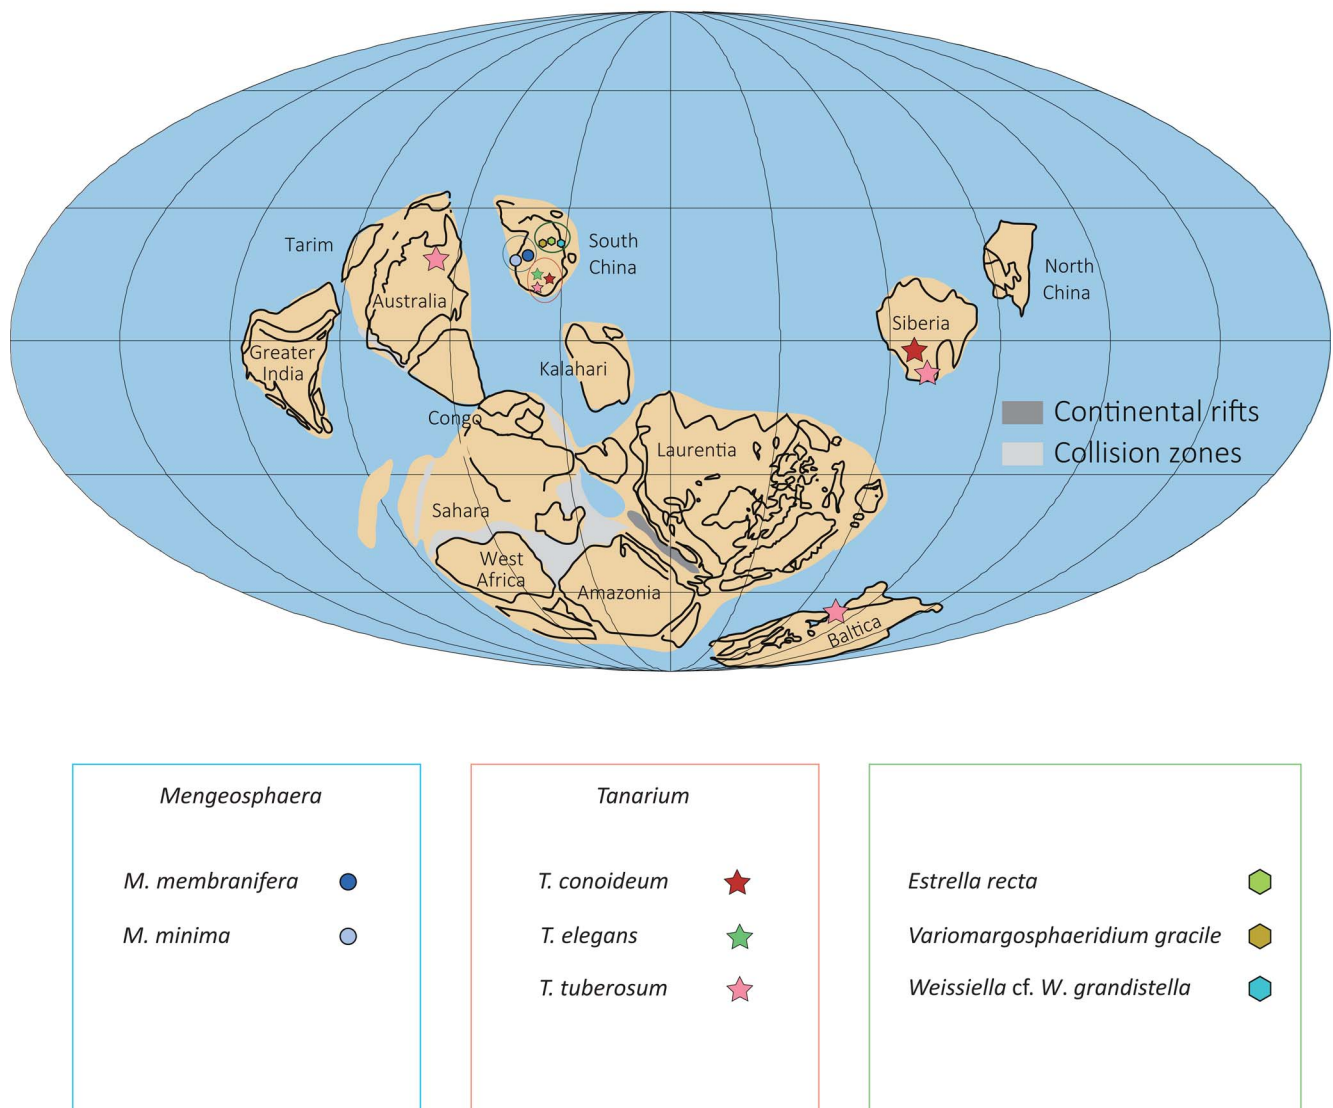 Tarim
South
China
North
China
Australia
Siberia
Greater
India
Kalahari
Continental rifts
Congo
Laurentia
Collision zones
Sahara
West
Africa
Amazonia
Baltica
Mengeosphaera
M. membranifera
M. minima
Tanarium
T. conoideum
T. elegans
T. tuberosum
Estrella recta
Variomargosphaeridium gracile
Weissiella cf. W. grandistella